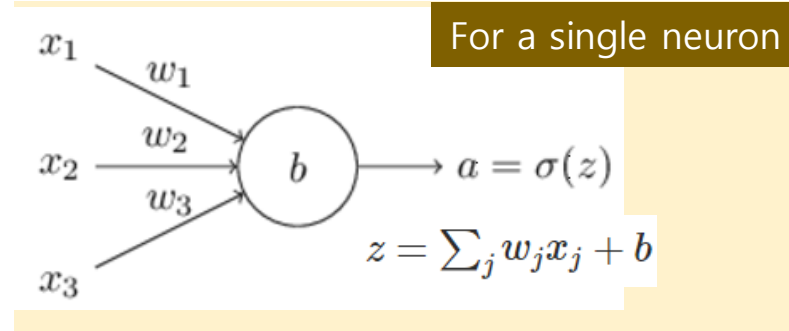 For a single neuron
x₁
w₁
w₂
x₂
b
a = σ(z)
w₃
z = ∑ⱼ wⱼxⱼ + b
x₃